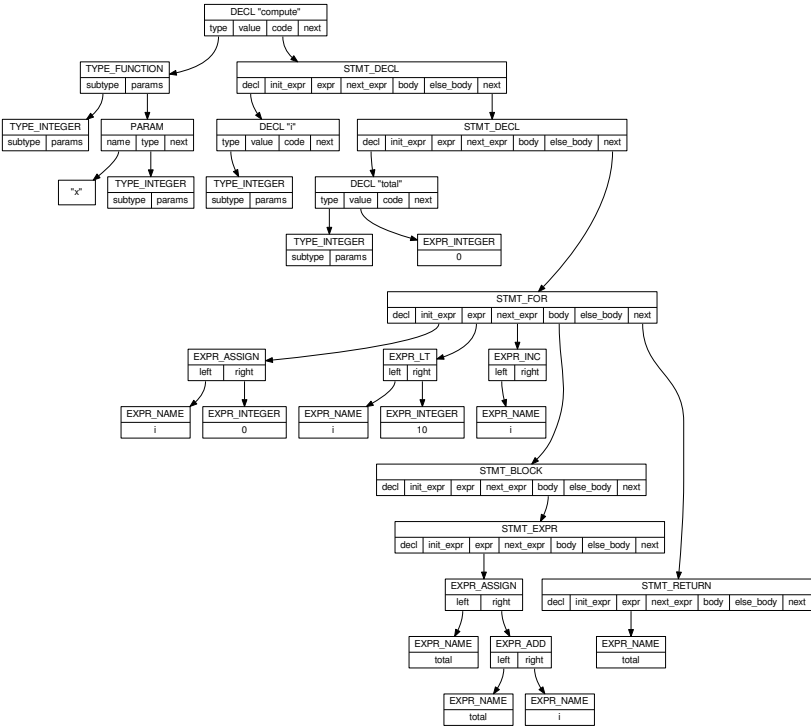 DECL "compute"
type value code next
TYPE_FUNCTION
subtype params
STMT_DECL
decl init_expr expr next_expr body else_body next
TYPE_INTEGER
subtype params
PARAM
name type next
DECL "i"
type value code next
STMT_DECL
decl init_expr expr next_expr body else_body next
"x"
TYPE_INTEGER
subtype params
TYPE_INTEGER
subtype params
DECL "total"
type value code next
TYPE_INTEGER
subtype params
EXPR_INTEGER
0
STMT_FOR
decl init_expr expr next_expr body else_body next
EXPR_ASSIGN
left right
EXPR_LT
left right
EXPR_INC
left right
EXPR_NAME
i
EXPR_INTEGER
0
EXPR_NAME
i
EXPR_INTEGER
10
EXPR_NAME
i
STMT_BLOCK
decl init_expr expr next_expr body else_body next
STMT_EXPR
decl init_expr expr next_expr body else_body next
EXPR_ASSIGN
left right
STMT_RETURN
decl init_expr expr next_expr body else_body next
EXPR_NAME
total
EXPR_ADD
left right
EXPR_NAME
total
EXPR_NAME
total
EXPR_NAME
i